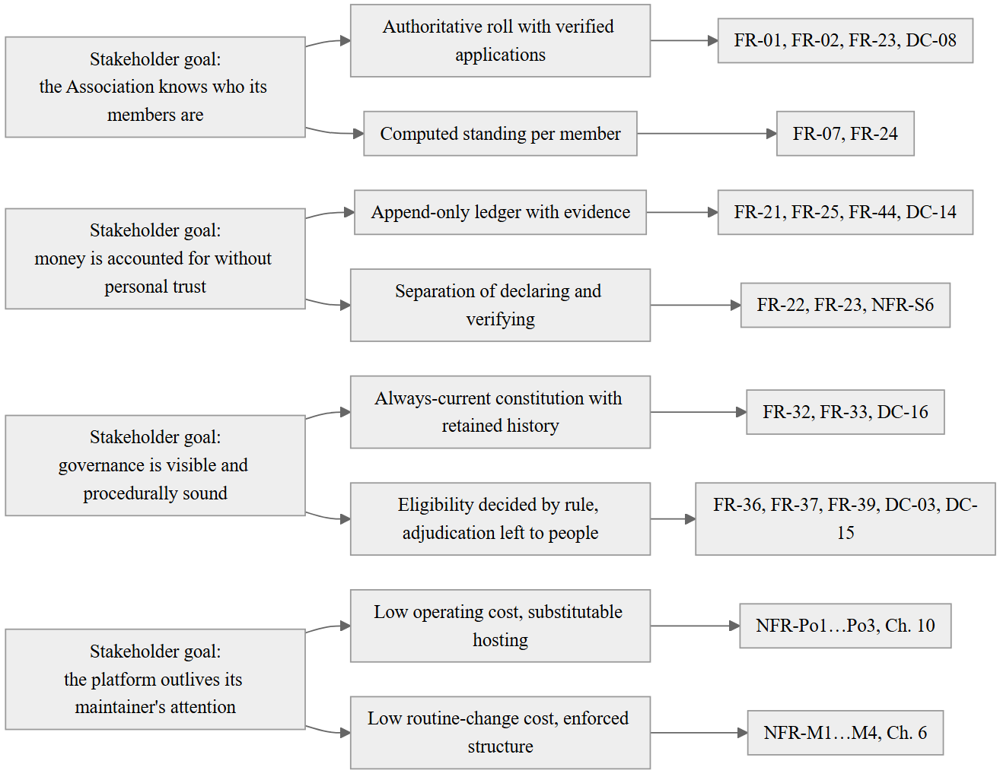 Stakeholder goal:
the Association knows who its
members are
Authoritative roll with verified
applications
FR-01, FR-02, FR-23, DC-08
Computed standing per member
FR-07, FR-24
Stakeholder goal:
money is accounted for without
personal trust
Append-only ledger with evidence
FR-21, FR-25, FR-44, DC-14
Separation of declaring and
verifying
FR-22, FR-23, NFR-S6
Stakeholder goal:
governance is visible and
procedurally sound
Always-current constitution with
retained history
FR-32, FR-33, DC-16
Eligibility decided by rule,
adjudication left to people
FR-36, FR-37, FR-39, DC-03, DC-
15
Stakeholder goal:
the platform outlives its
maintainer's attention
Low operating cost, substitutable
hosting
NFR-Po1…Po3, Ch. 10
Low routine-change cost, enforced
structure
NFR-M1…M4, Ch. 6